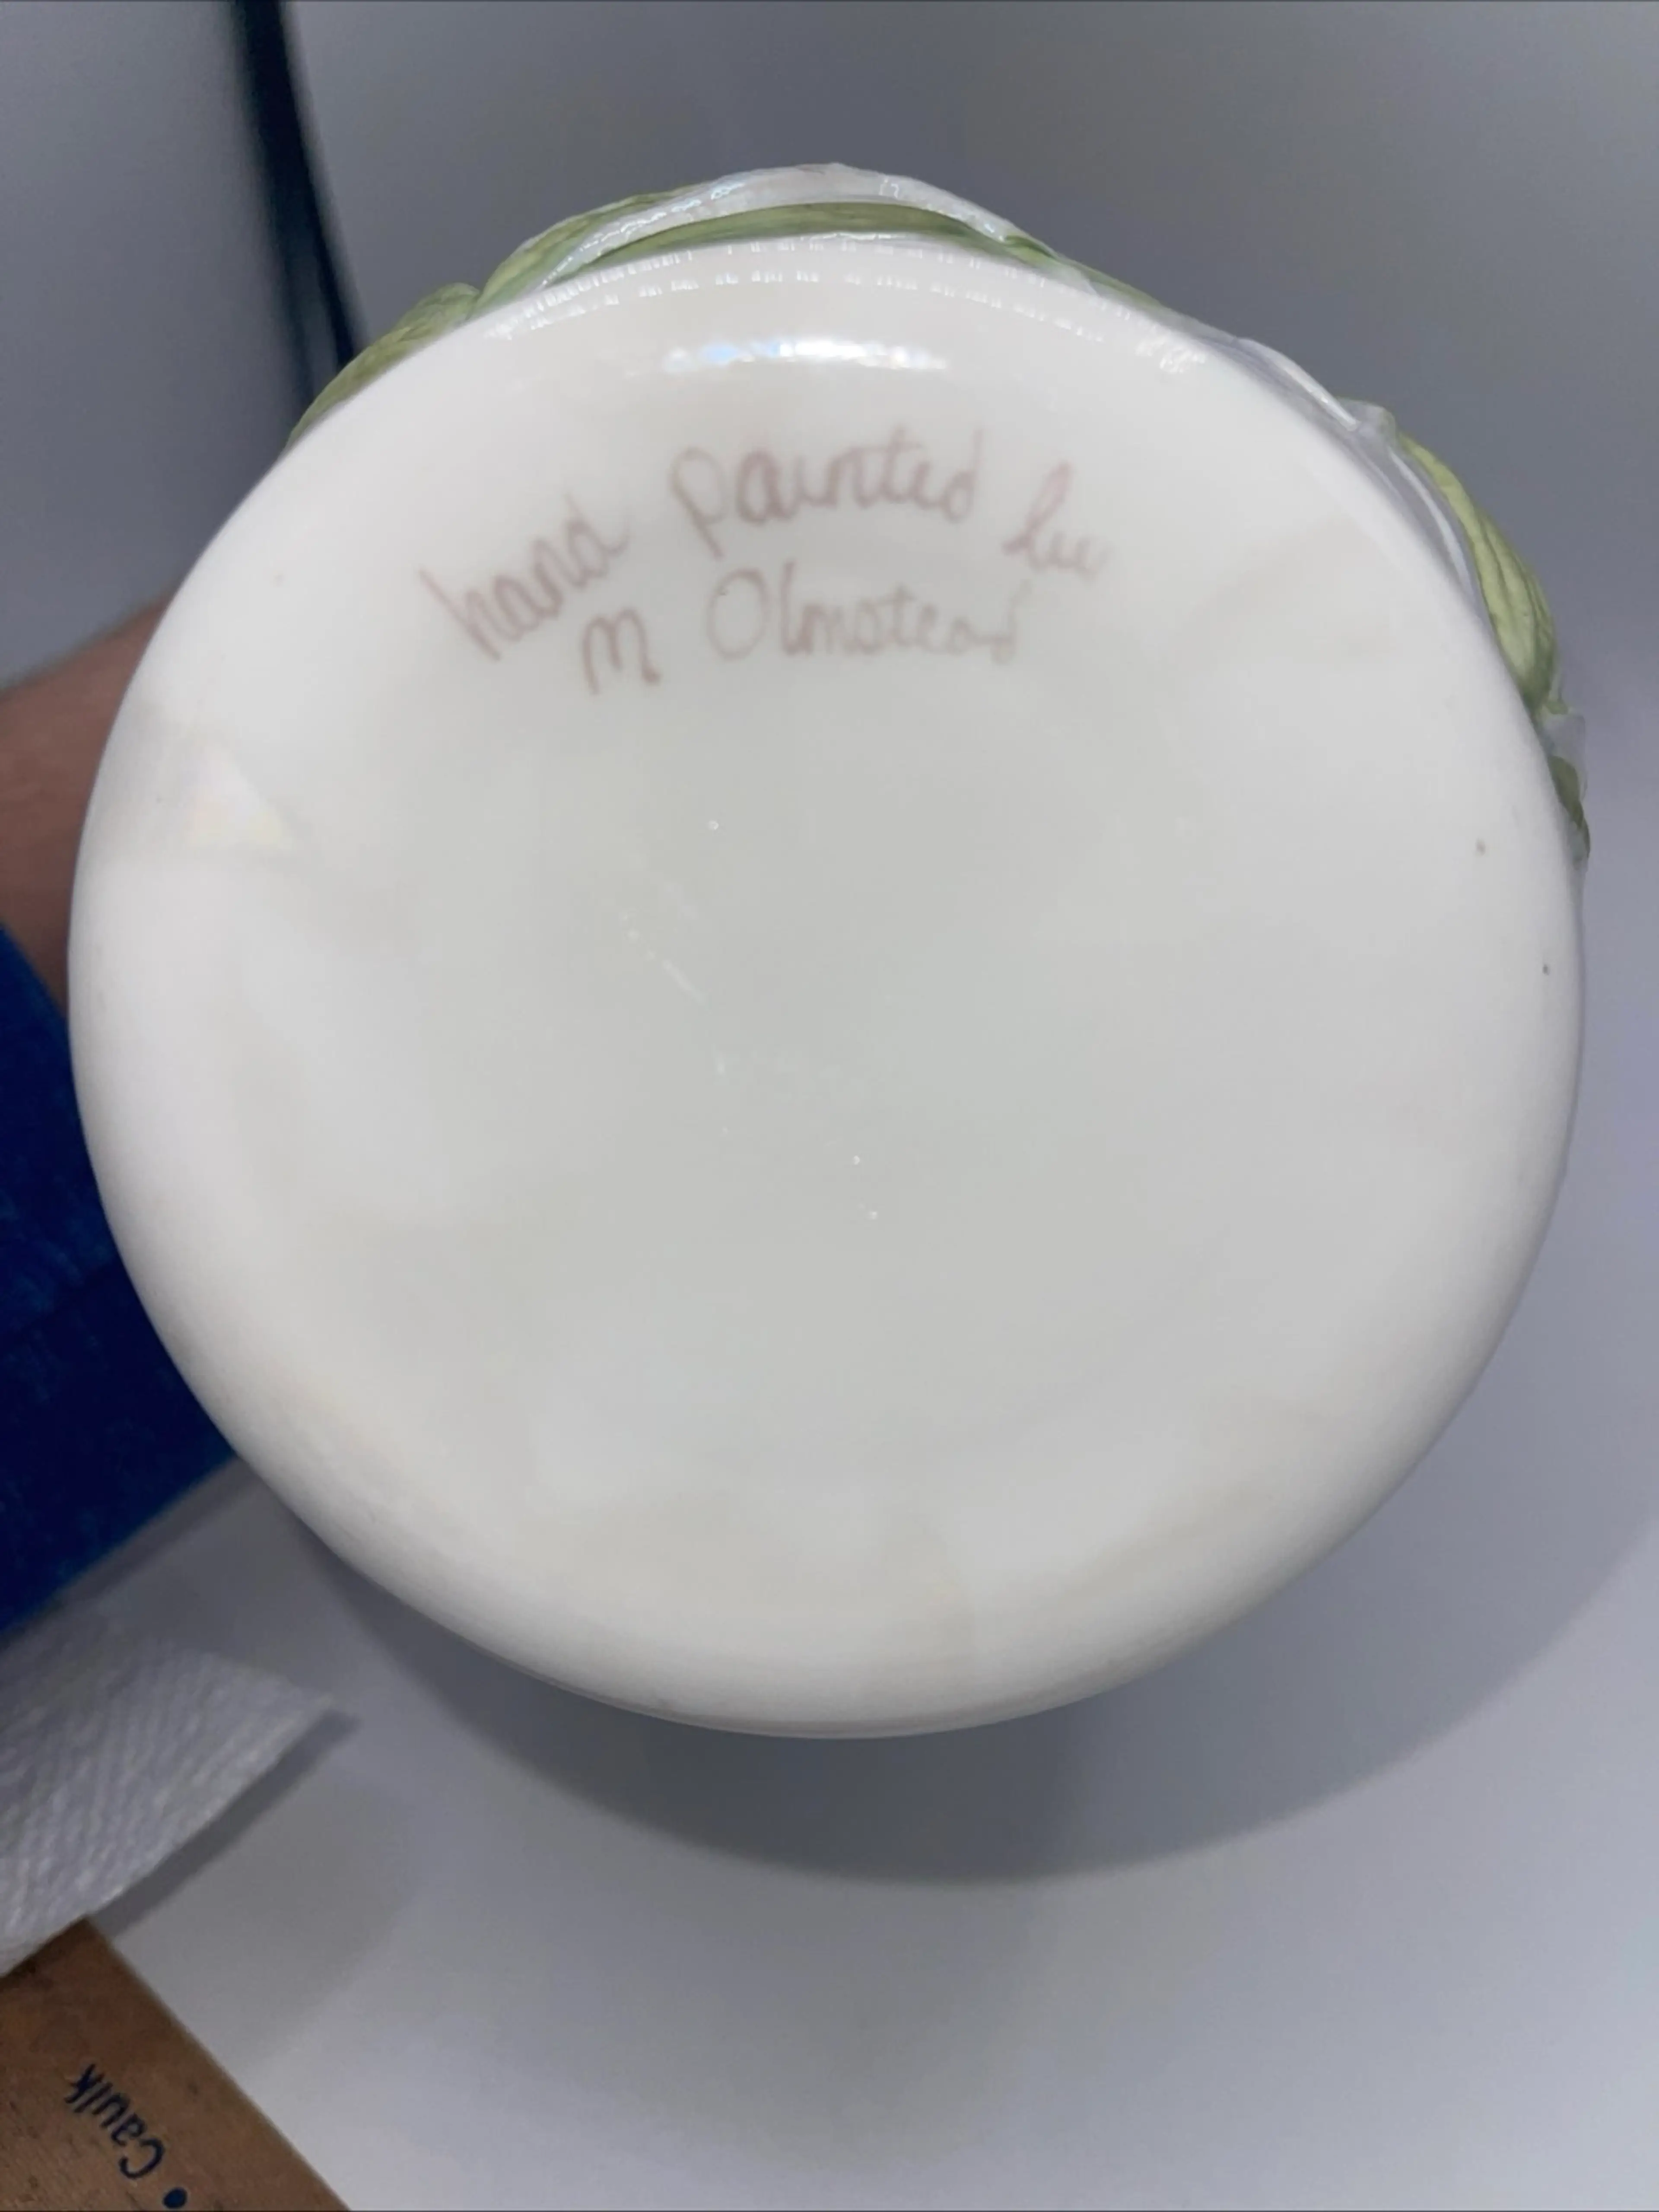 hand Painted by
M Olmstead
• Caulk